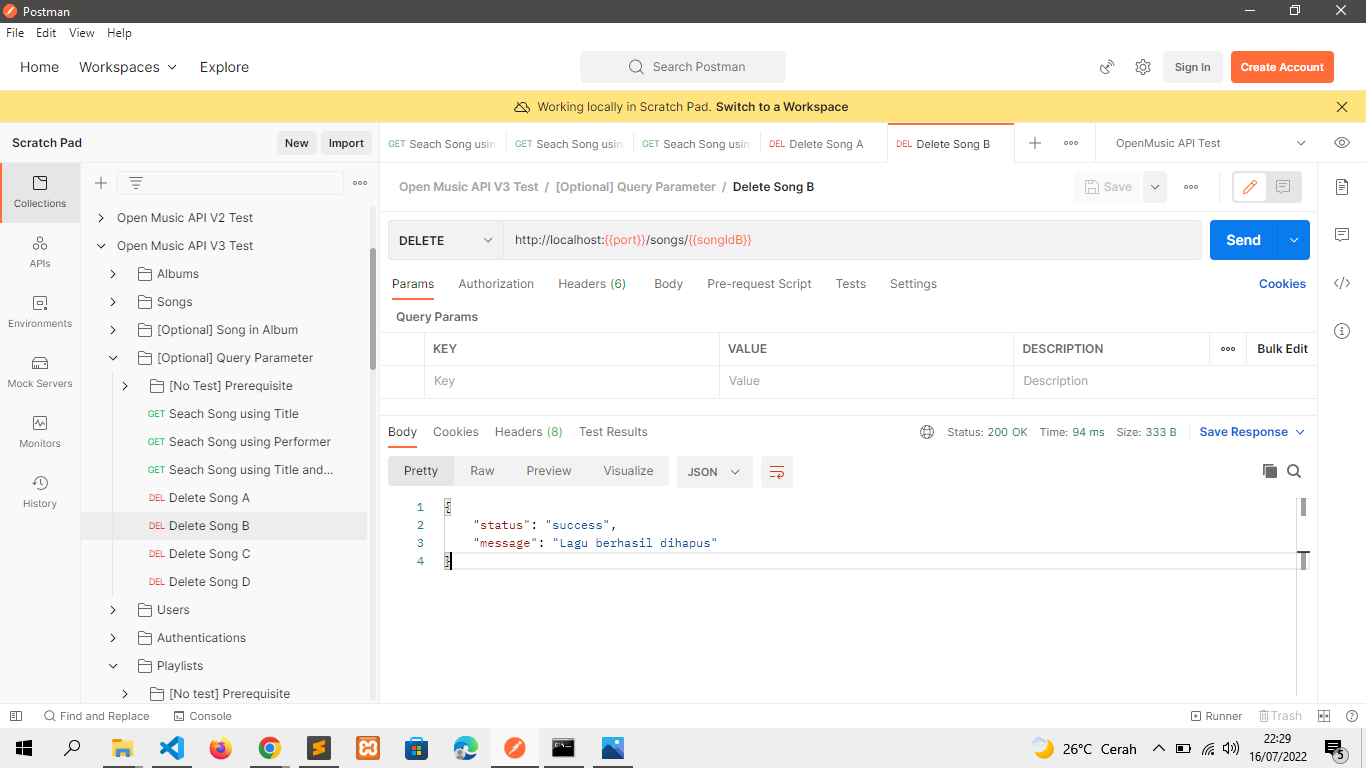 Postman
File Edit View Help
Home Workspaces Explore
Search Postman
Sign In
Create Account
Working locally in Scratch Pad. Switch to a Workspace
Scratch Pad
New
Import
GET Seach Song usin
GET Seach Song usin
GET Seach Song usin
DEL Delete Song A
DEL Delete Song B
OpenMusic API Test
Collections
APIs
Environments
Mock Servers
Monitors
History
Open Music API V2 Test
Open Music API V3 Test
Albums
Songs
[Optional] Song in Album
[Optional] Query Parameter
[No Test] Prerequisite
GET Seach Song using Title
GET Seach Song using Performer
GET Seach Song using Title and...
DEL Delete Song A
DEL Delete Song B
DEL Delete Song C
DEL Delete Song D
Users
Authentications
Playlists
[No test] Prerequisite
Open Music API V3 Test / [Optional] Query Parameter / Delete Song B
Save
DELETE
http://localhost:{{port}}/songs/{{songIdB}}
Send
Params Authorization Headers (6) Body Pre-request Script Tests Settings
Cookies
Query Params
KEY VALUE DESCRIPTION
Bulk Edit
Key Value Description
Body Cookies Headers (8) Test Results
Status: 200 OK Time: 94 ms Size: 333 B
Save Response
Pretty Raw Preview Visualize
JSON
1 {
2 "status": "success",
3 "message": "Lagu berhasil dihapus"
4 }
Find and Replace
Console
Runner
Trash
26°C Cerah
22:29
16/07/2022
5